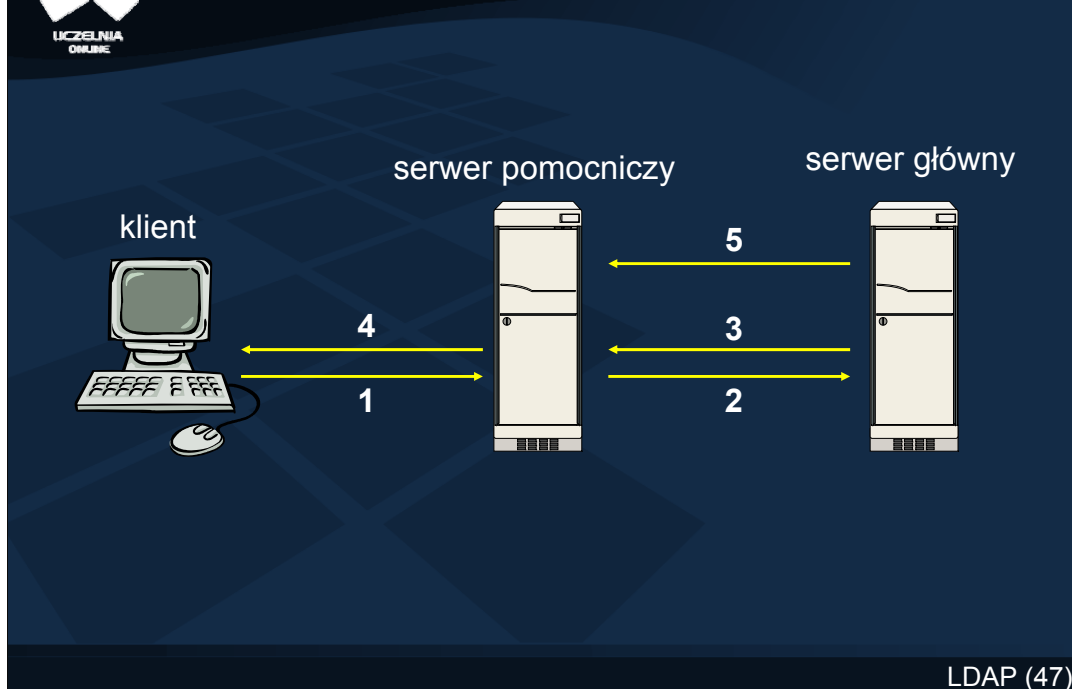 UCZELNIA
ONLINE
serwer pomocniczy
serwer główny
klient
5
4
3
1
2
LDAP (47)